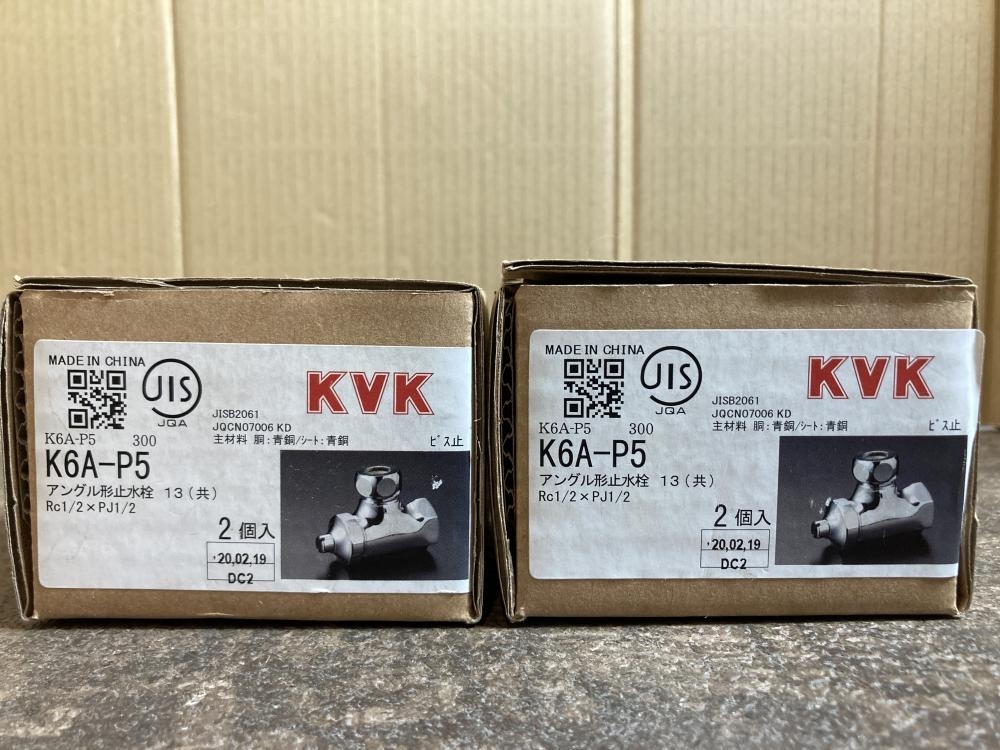 MADE IN CHINA
JIS
JQA
KVK
JISB2061
JQCN07006 KD
主材料 胴:青銅/シート:青銅
K6A-P5 300
ビス止
K6A-P5
アングル形止水栓 13(共)
Rc1/2×PJ1/2
2個入
'20,02,19
DC2
MADE IN CHINA
JIS
JQA
KVK
JISB2061
JQCN07006 KD
主材料 胴:青銅/シート:青銅
K6A-P5 300
ビス止
K6A-P5
アングル形止水栓 13(共)
Rc1/2×PJ1/2
2個入
'20,02,19
DC2